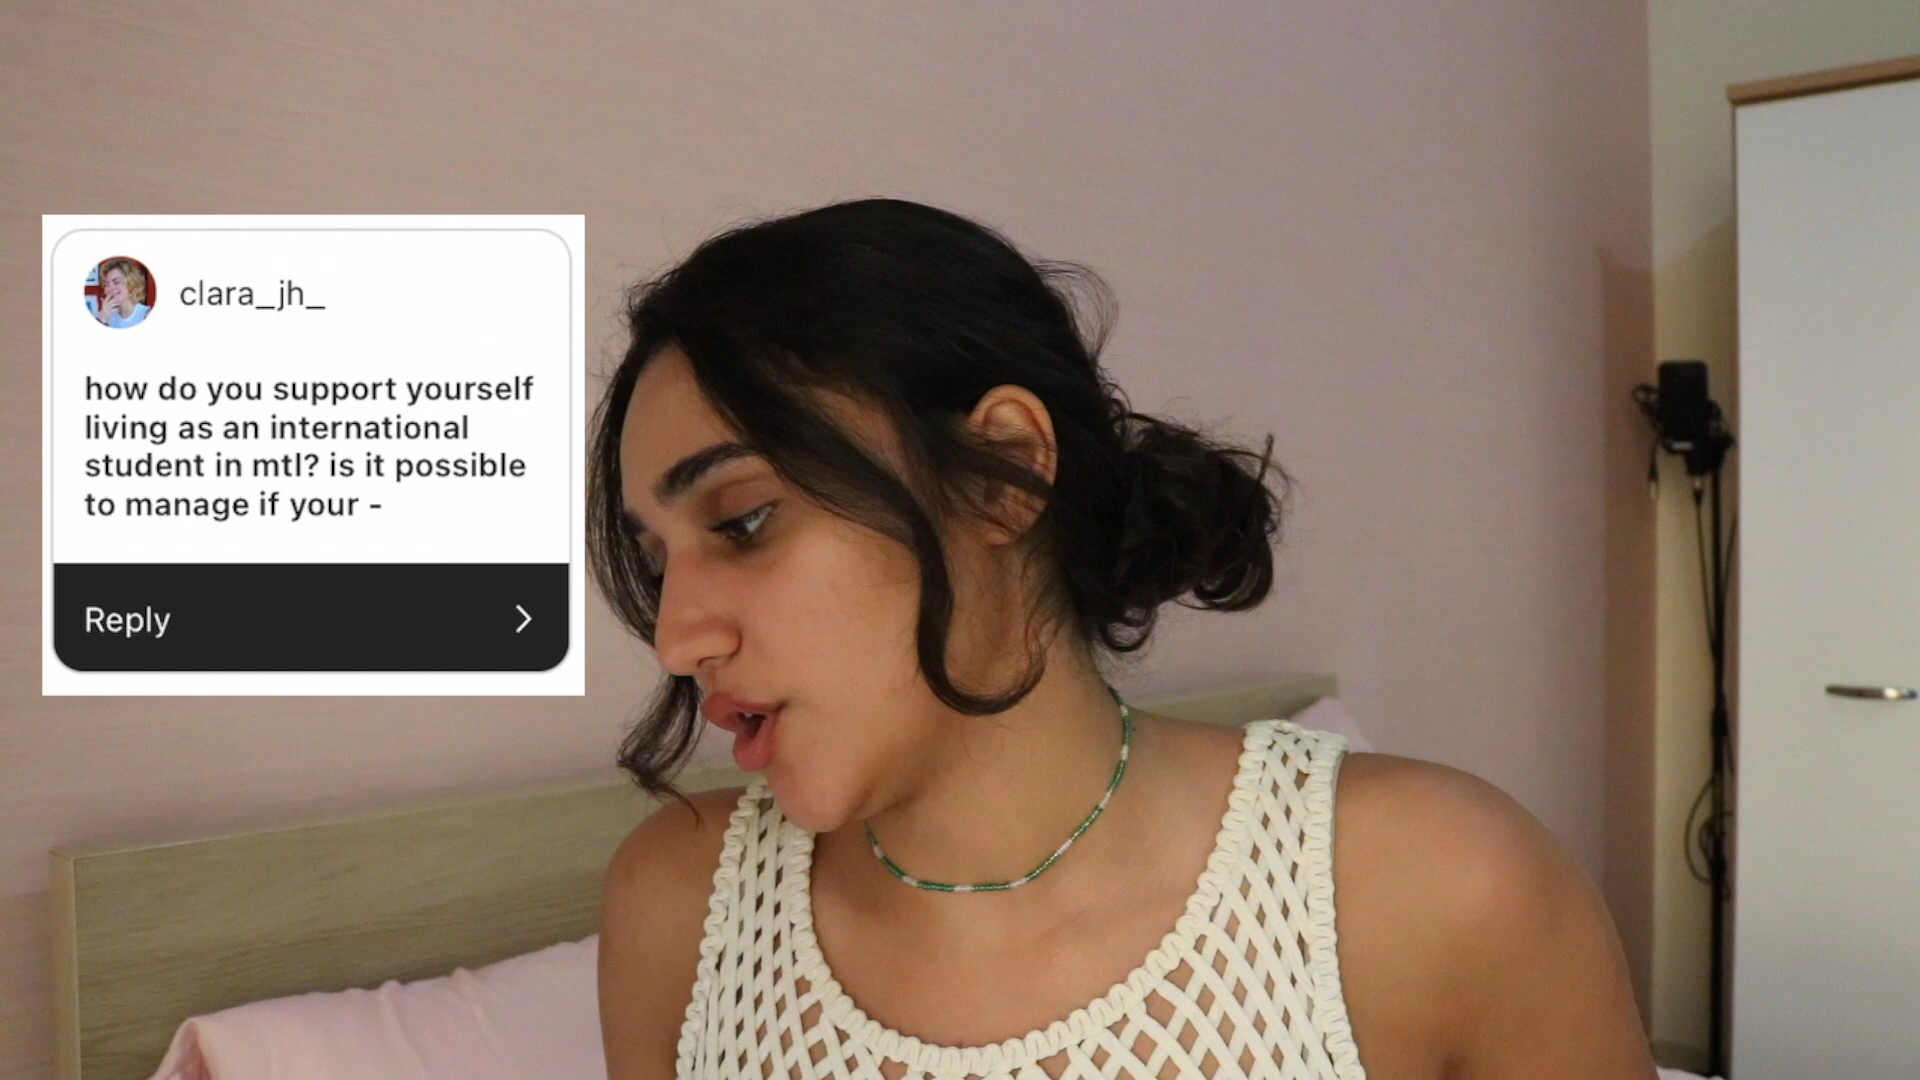 clara_jh_
how do you support yourself
living as an international
student in mtl? is it possible
to manage if your -
Reply